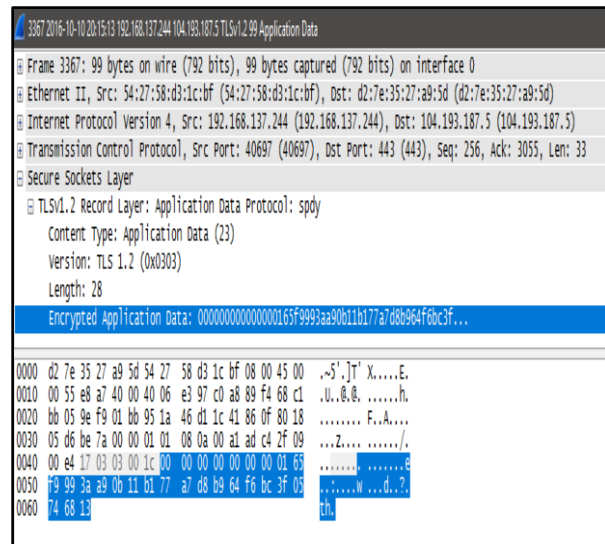 3367 2016-10-10 20:15:13 192.168.137.244 104.193.187.5 TLSv1.2 99 Application Data
Frame 3367: 99 bytes on wire (792 bits), 99 bytes captured (792 bits) on interface 0
Ethernet II, Src: 54:27:58:d3:1c:bf (54:27:58:d3:1c:bf), Dst: d2:7e:35:27:a9:5d (d2:7e:35:27:a9:5d)
Internet Protocol Version 4, Src: 192.168.137.244 (192.168.137.244), Dst: 104.193.187.5 (104.193.187.5)
Transmission Control Protocol, Src Port: 40697 (40697), Dst Port: 443 (443), Seq: 256, Ack: 3055, Len: 33
Secure Sockets Layer
TLSv1.2 Record Layer: Application Data Protocol: spdy
Content Type: Application Data (23)
Version: TLS 1.2 (0x0303)
Length: 28
Encrypted Application Data: 00000000000000165f9993aa90b11b177a7d8b964f6bc3f...
0000 d2 7e 35 27 a9 5d 54 27 58 d3 1c bf 08 00 45 00 .~5'.]T' X.....E.
0010 00 55 e8 a7 40 00 40 06 e3 97 c0 a8 89 f4 68 c1 .U..@.@. ......h.
0020 bb 05 9e f9 01 bb 95 1a 46 d1 1c 41 86 0f 80 18 ........ F..A....
0030 05 d6 be 7a 00 00 01 01 08 0a 00 a1 ad c4 2f 09 ...z.... ....../.
0040 00 e4 17 03 03 00 1c 00 00 00 00 00 00 00 01 65 ........ .......e
0050 f9 99 3a a9 0b 11 b1 77 a7 d8 b9 64 f6 bc 3f 05 ..:....w ...d..?.
0060 74 68 13 th.